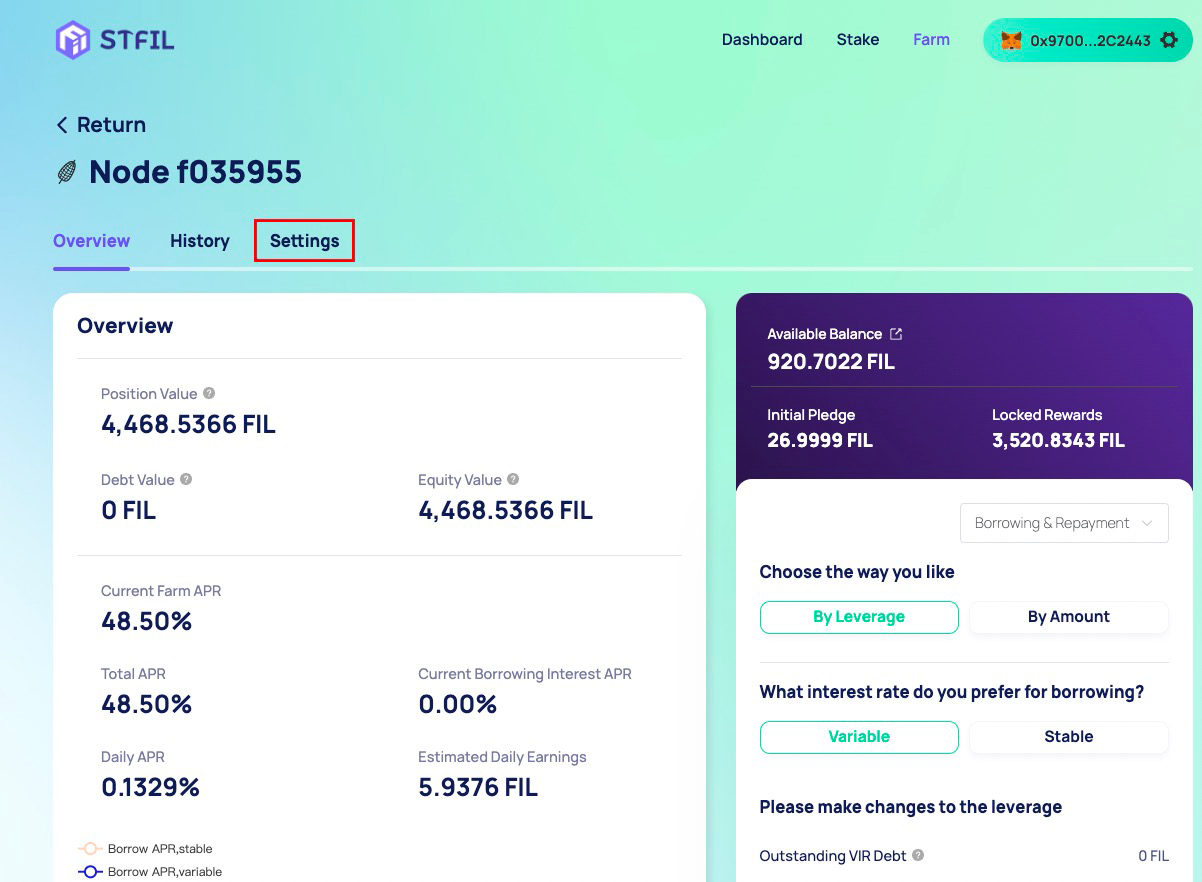 STFIL
Dashboard
Stake
Farm
0x9700...2C2443
Return
Node f035955
Overview
History
Settings
Overview
Position Value
4,468.5366 FIL
Debt Value
0 FIL
Equity Value
4,468.5366 FIL
Current Farm APR
48.50%
Total APR
48.50%
Current Borrowing Interest APR
0.00%
Daily APR
0.1329%
Estimated Daily Earnings
5.9376 FIL
Borrow APR,stable
Borrow APR,variable
Available Balance
920.7022 FIL
Initial Pledge
26.9999 FIL
Locked Rewards
3,520.8343 FIL
Borrowing & Repayment
Choose the way you like
By Leverage
By Amount
What interest rate do you prefer for borrowing?
Variable
Stable
Please make changes to the leverage
Outstanding VIR Debt
0 FIL